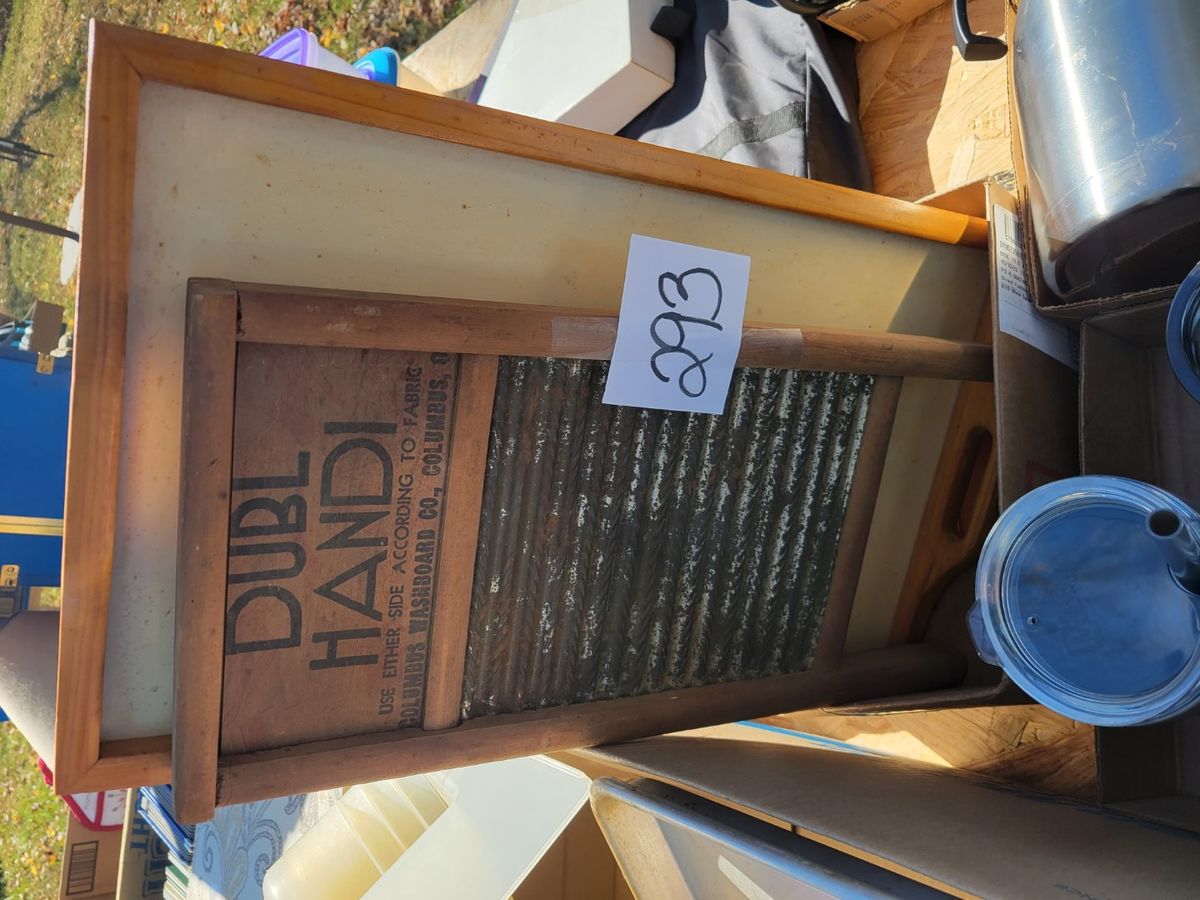 293
DUBL
HANDI
USE EITHER SIDE ACCORDING TO FABRIC
COLUMBUS WASHBOARD CO., COLUMBUS,